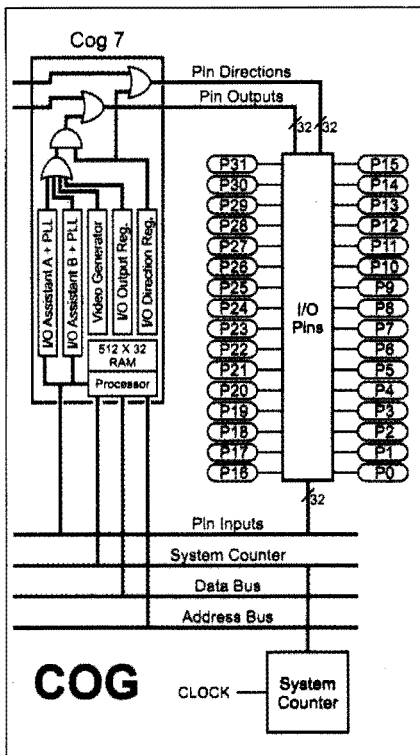 Cog 7
Pin Directions
Pin Outputs
32 32
I/O Assistant A + PLL
I/O Assistant B + PLL
Video Generator
I/O Output Reg.
I/O Direction Reg.
512 X 32
RAM
Processor
P31 P15
P30 P14
P29 P13
P28 P12
P27 P11
P26 P10
P25 P9
P24 P8
P23 P7
P22 P6
P21 P5
P20 P4
P19 P3
P18 P2
P17 P1
P16 P0
I/O
Pins
32
Pin Inputs
System Counter
Data Bus
Address Bus
COG
CLOCK
System
Counter